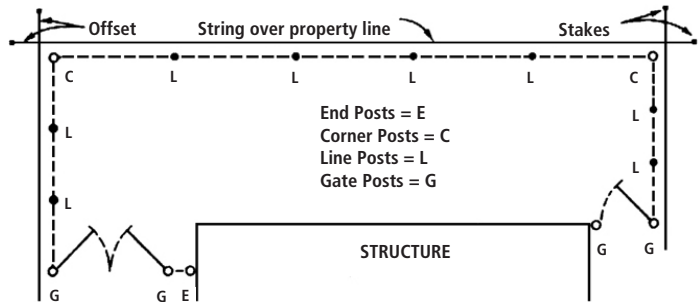 Offset String over property line Stakes
C L L L L C
End Posts = E
Corner Posts = C
Line Posts = L
Gate Posts = G
L
L
L
L
STRUCTURE
G G
G G E